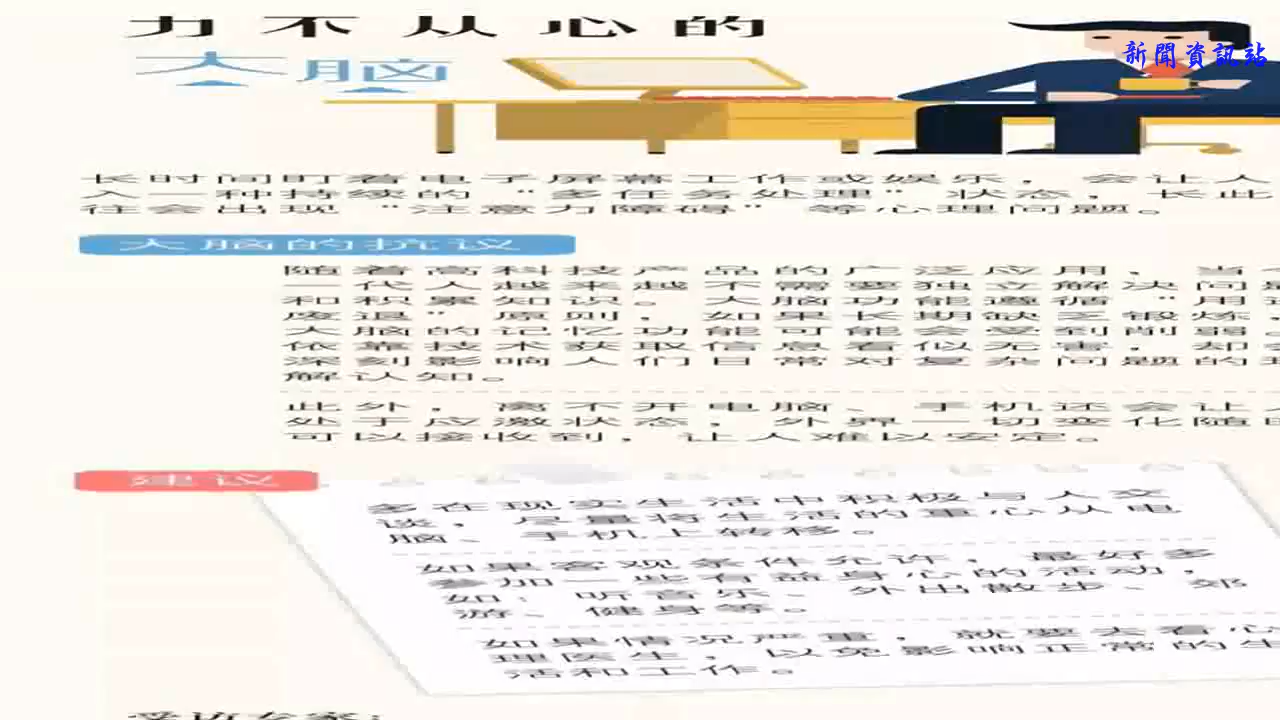 力不从心的
大脑
新聞資訊站
长时间盯着电子屏幕工作或娱乐，会让人
入一种持续的“多任务处理”状态，长此
往会出现“注意力障碍”等心理问题。
大脑的抗议
随着高科技产品的广泛应用，当
一代人越来越不需要独立解决问
和积累知识。大脑功能遵循“用
废退”原则，如果长期缺乏锻炼，
大脑的记忆功能可能会受到削弱。
依靠技术获取信息看似无害，却
深刻影响人们日常对复杂问题的
解认知。
此外，离不开电脑、手机还会让
处于应激状态，外界一切变化随
可以接收到，让人难以安定。
建议
多在现实生活中积极与人交
谈，尽量将生活的重心从电
脑、手机上转移。
如果客观条件允许，最好多
参加一些有益身心的活动，
如：听音乐、外出散步、郊
游、健身等。
如果情况严重，就要去看心
理医生，以免影响正常的生
活和工作。
受访专家：